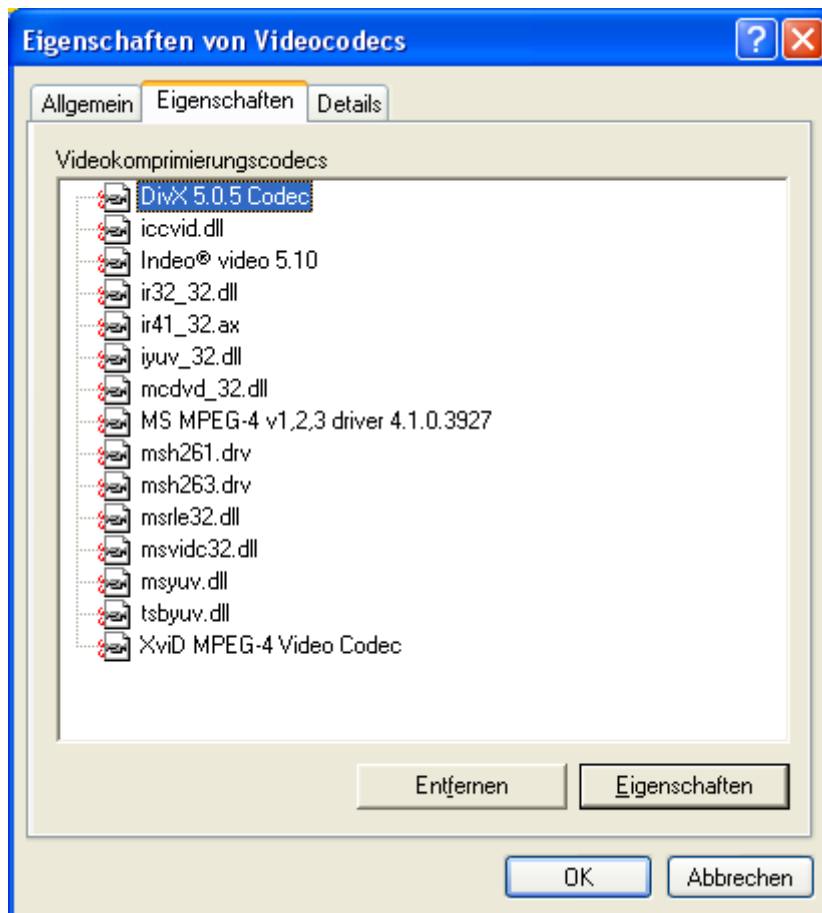 Eigenschaften von Videocodecs
Allgemein Eigenschaften Details
Videokomprimierungscodecs
DivX 5.0.5 Codec
iccvid.dll
Indeo® video 5.10
ir32_32.dll
ir41_32.ax
iyuv_32.dll
mcdvd_32.dll
MS MPEG-4 v1,2,3 driver 4.1.0.3927
msh261.drv
msh263.drv
msrle32.dll
msvidc32.dll
msyuv.dll
tsbyuv.dll
XviD MPEG-4 Video Codec
Entfernen Eigenschaften
OK Abbrechen